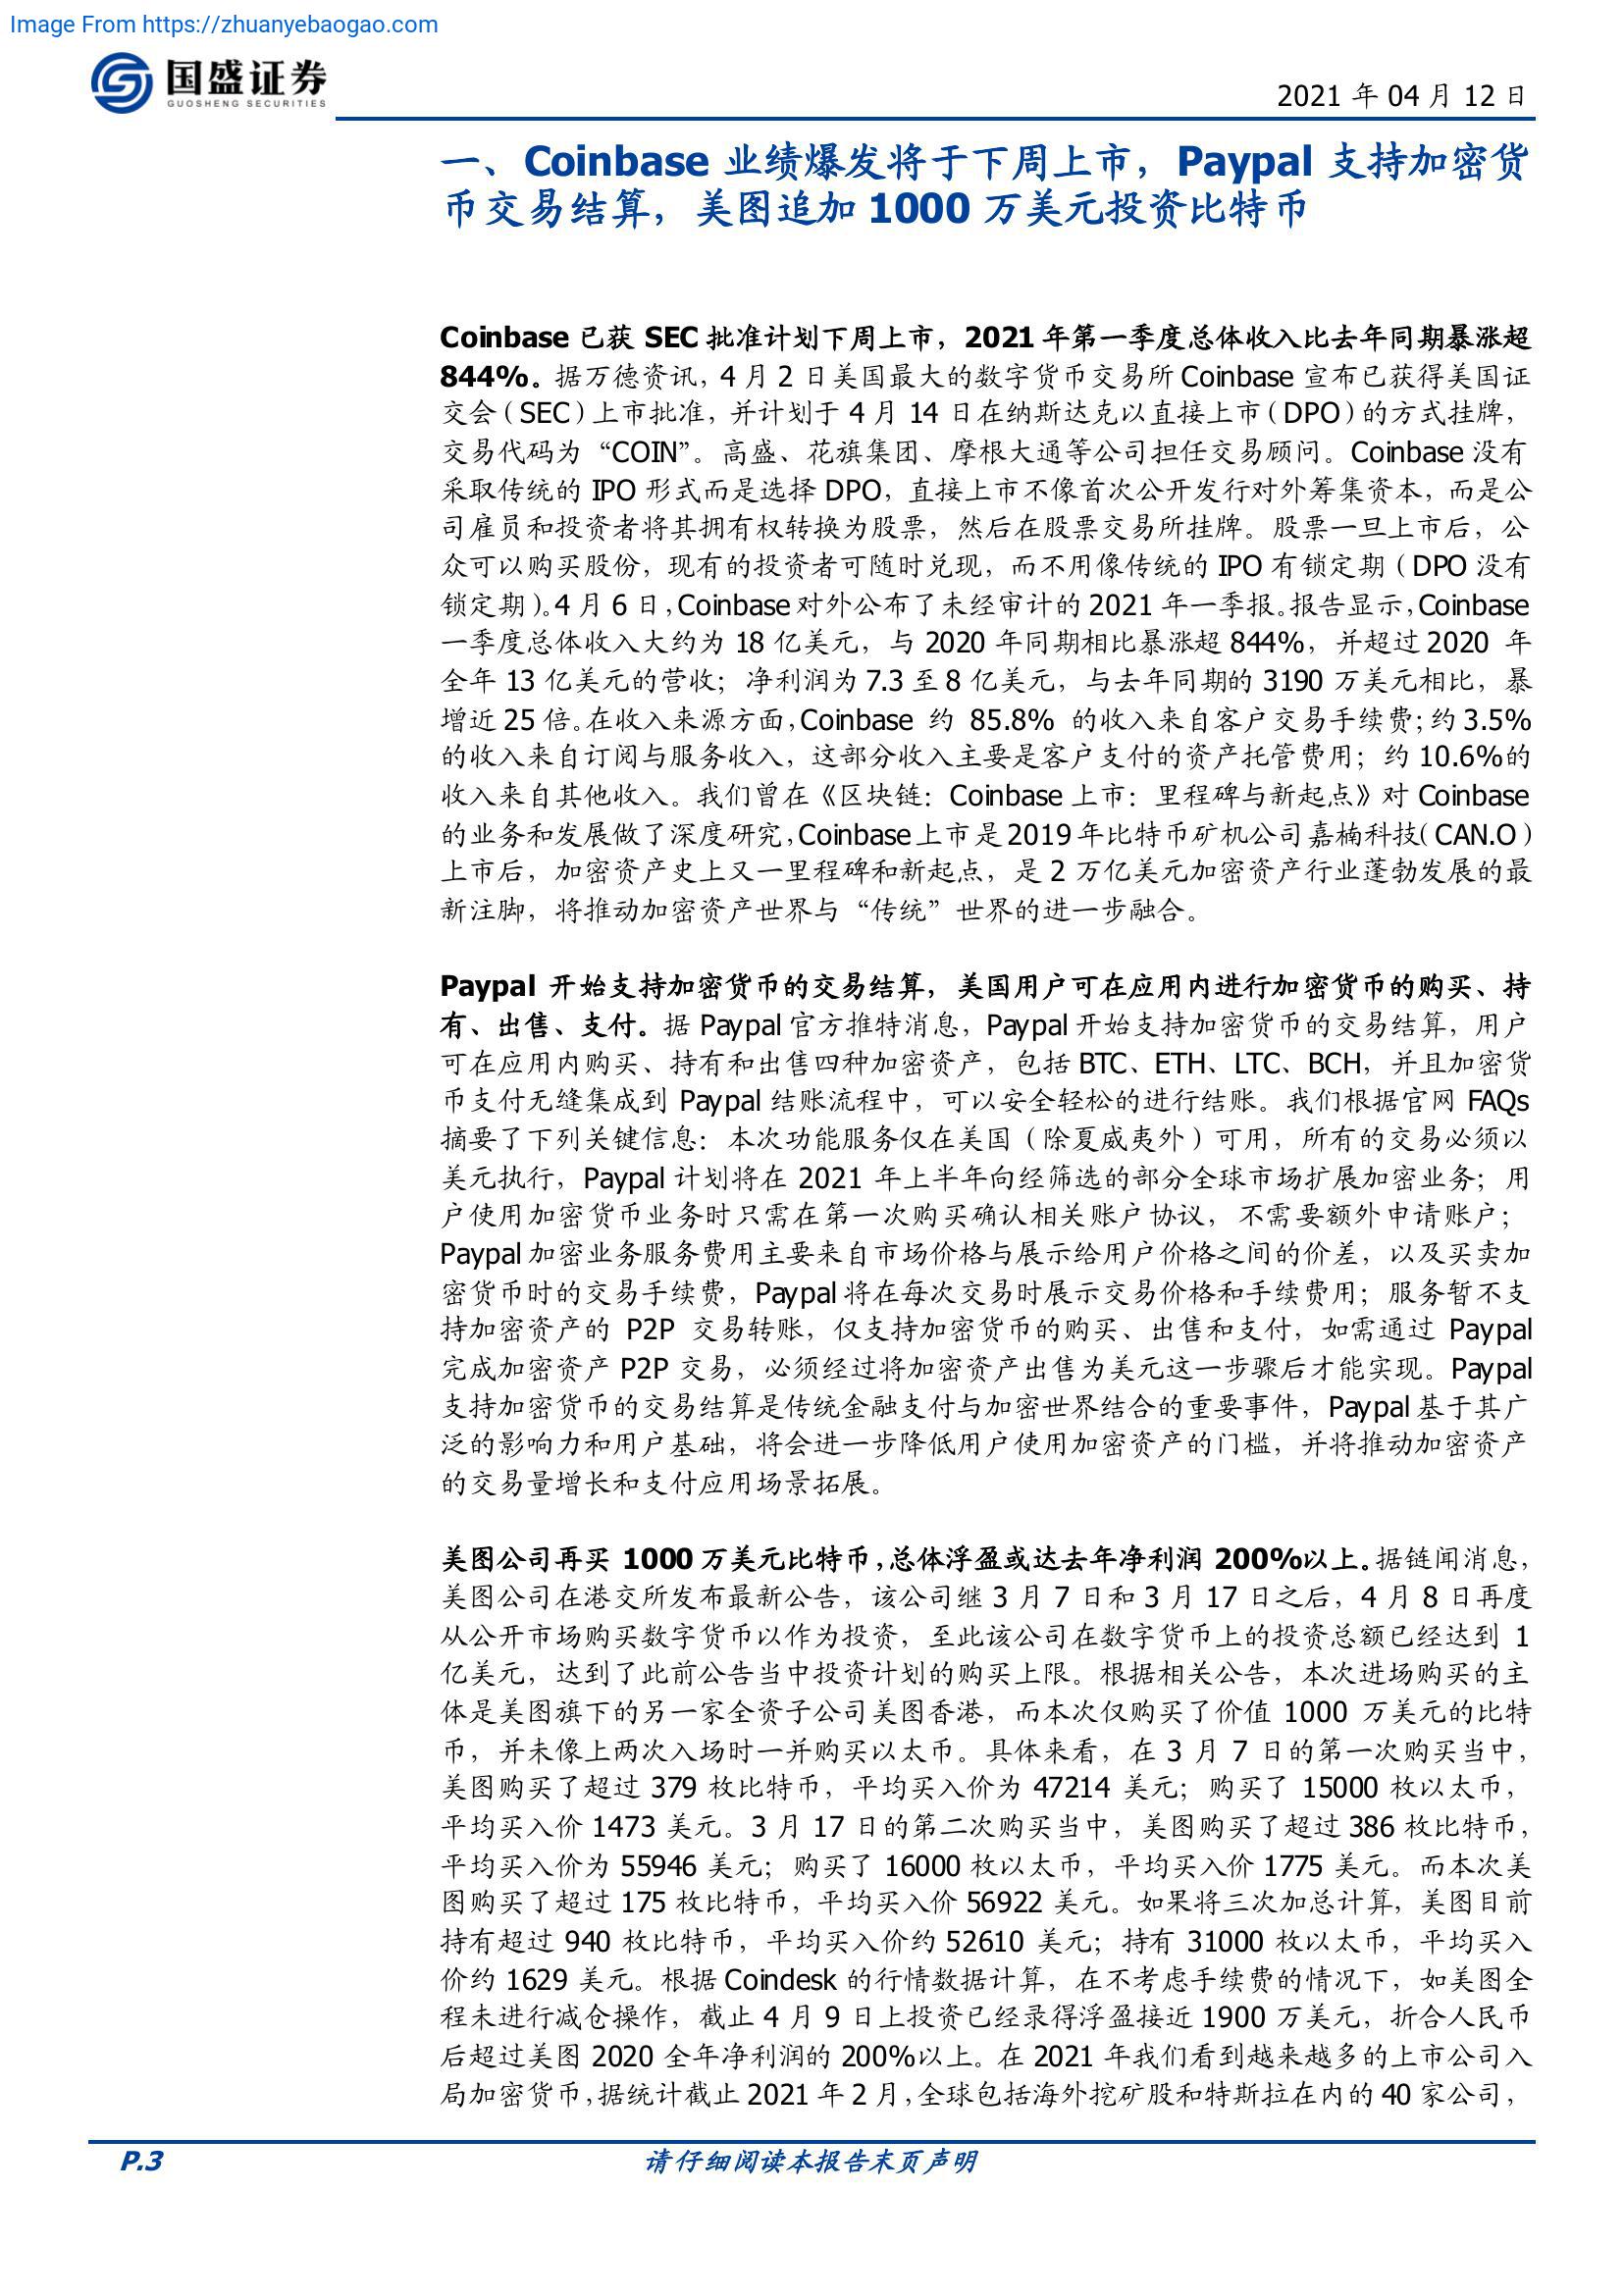 Image From https://zhuanyebaogao.com
国盛证券
GUOSHENG SECURITIES
2021 年 04 月 12 日
一、Coinbase 业绩爆发将于下周上市，Paypal 支持加密货
币交易结算，美图追加 1000 万美元投资比特币
Coinbase 已获 SEC 批准计划下周上市，2021 年第一季度总体收入比去年同期暴涨超
844%。据万德资讯，4 月 2 日美国最大的数字货币交易所 Coinbase 宣布已获得美国证
交会（SEC）上市批准，并计划于 4 月 14 日在纳斯达克以直接上市（DPO）的方式挂牌，
交易代码为“COIN”。高盛、花旗集团、摩根大通等公司担任交易顾问。Coinbase 没有
采取传统的 IPO 形式而是选择 DPO，直接上市不像首次公开发行对外筹集资本，而是公
司雇员和投资者将其拥有权转换为股票，然后在股票交易所挂牌。股票一旦上市后，公
众可以购买股份，现有的投资者可随时兑现，而不用像传统的 IPO 有锁定期（DPO 没有
锁定期）。4 月 6 日，Coinbase 对外公布了未经审计的 2021 年一季报。报告显示，Coinbase
一季度总体收入大约为 18 亿美元，与 2020 年同期相比暴涨超 844%，并超过 2020 年
全年 13 亿美元的营收；净利润为 7.3 至 8 亿美元，与去年同期的 3190 万美元相比，暴
增近 25 倍。在收入来源方面，Coinbase 约 85.8% 的收入来自客户交易手续费；约 3.5%
的收入来自订阅与服务收入，这部分收入主要是客户支付的资产托管费用；约 10.6%的
收入来自其他收入。我们曾在《区块链：Coinbase 上市：里程碑与新起点》对 Coinbase
的业务和发展做了深度研究，Coinbase 上市是 2019 年比特币矿机公司嘉楠科技（CAN.O）
上市后，加密资产史上又一里程碑和新起点，是 2 万亿美元加密资产行业蓬勃发展的最
新注脚，将推动加密资产世界与“传统”世界的进一步融合。
Paypal 开始支持加密货币的交易结算，美国用户可在应用内进行加密货币的购买、持
有、出售、支付。据 Paypal 官方推特消息，Paypal 开始支持加密货币的交易结算，用户
可在应用内购买、持有和出售四种加密资产，包括 BTC、ETH、LTC、BCH，并且加密货
币支付无缝集成到 Paypal 结账流程中，可以安全轻松的进行结账。我们根据官网 FAQs
摘要了下列关键信息：本次功能服务仅在美国（除夏威夷外）可用，所有的交易必须以
美元执行，Paypal 计划将在 2021 年上半年向经筛选的部分全球市场扩展加密业务；用
户使用加密货币业务时只需在第一次购买确认相关账户协议，不需要额外申请账户；
Paypal 加密业务服务费用主要来自市场价格与展示给用户价格之间的价差，以及买卖加
密货币时的交易手续费，Paypal 将在每次交易时展示交易价格和手续费用；服务暂不支
持加密资产的 P2P 交易转账，仅支持加密货币的购买、出售和支付，如需通过 Paypal
完成加密资产 P2P 交易，必须经过将加密资产出售为美元这一步骤后才能实现。Paypal
支持加密货币的交易结算是传统金融支付与加密世界结合的重要事件，Paypal 基于其广
泛的影响力和用户基础，将会进一步降低用户使用加密资产的门槛，并将推动加密资产
的交易量增长和支付应用场景拓展。
美图公司再买 1000 万美元比特币，总体浮盈或达去年净利润 200%以上。据链闻消息，
美图公司在港交所发布最新公告，该公司继 3 月 7 日和 3 月 17 日之后，4 月 8 日再度
从公开市场购买数字货币以作为投资，至此该公司在数字货币上的投资总额已经达到 1
亿美元，达到了此前公告当中投资计划的购买上限。根据相关公告，本次进场购买的主
体是美图旗下的另一家全资子公司美图香港，而本次仅购买了价值 1000 万美元的比特
币，并未像上两次入场时一并购买以太币。具体来看，在 3 月 7 日的第一次购买当中，
美图购买了超过 379 枚比特币，平均买入价为 47214 美元；购买了 15000 枚以太币，
平均买入价 1473 美元。3 月 17 日的第二次购买当中，美图购买了超过 386 枚比特币，
平均买入价为 55946 美元；购买了 16000 枚以太币，平均买入价 1775 美元。而本次美
图购买了超过 175 枚比特币，平均买入价 56922 美元。如果将三次加总计算，美图目前
持有超过 940 枚比特币，平均买入价约 52610 美元；持有 31000 枚以太币，平均买入
价约 1629 美元。根据 Coindesk 的行情数据计算，在不考虑手续费的情况下，如美图全
程未进行减仓操作，截止 4 月 9 日上投资已经录得浮盈接近 1900 万美元，折合人民币
后超过美图 2020 全年净利润的 200%以上。在 2021 年我们看到越来越多的上市公司入
局加密货币，据统计截止 2021 年 2 月，全球包括海外挖矿股和特斯拉在内的 40 家公司，
P.3
请仔细阅读本报告末页声明